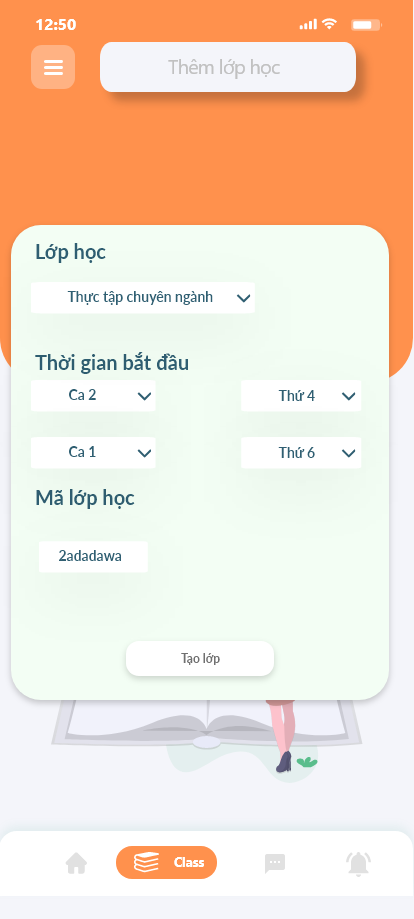 12:50
Thêm lớp học
Lớp học
Thực tập chuyên ngành
Thời gian bắt đầu
Ca 2 Thứ 4
Ca 1 Thứ 6
Mã lớp học
2adadawa
Tạo lớp
Class